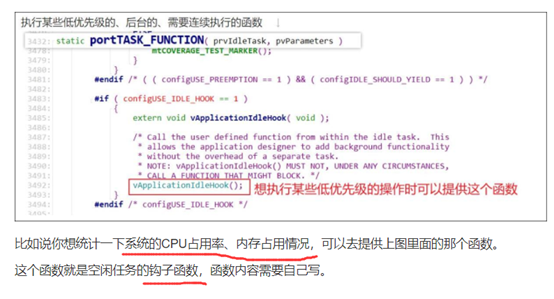 执行某些低优先级的、后台的、需要连续执行的函数 ↓
3432: static portTASK_FUNCTION( prvIdleTask, pvParameters )
3478: mtCOVERAGE_TEST_MARKER();
3479: }
3480: }
3481: #endif /* ( ( configUSE_PREEMPTION == 1 ) && ( configIDLE_SHOULD_YIELD == 1 ) ) */
3482:
3483: #if ( configUSE_IDLE_HOOK == 1 )
3484: {
3485: extern void vApplicationIdleHook( void );
3486:
3487: /* Call the user defined function from within the idle task. This
3488: * allows the application designer to add background functionality
3489: * without the overhead of a separate task.
3490: * NOTE: vApplicationIdleHook() MUST NOT, UNDER ANY CIRCUMSTANCES,
3491: * CALL A FUNCTION THAT MIGHT BLOCK. */
3492: vApplicationIdleHook(); 想执行某些低优先级的操作时可以提供这个函数
3493: }
3494: #endif /* configUSE_IDLE_HOOK */
3495:
比如说你想统计一下系统的CPU占用率、内存占用情况，可以去提供上图里面的那个函数。
这个函数就是空闲任务的钩子函数，函数内容需要自己写。